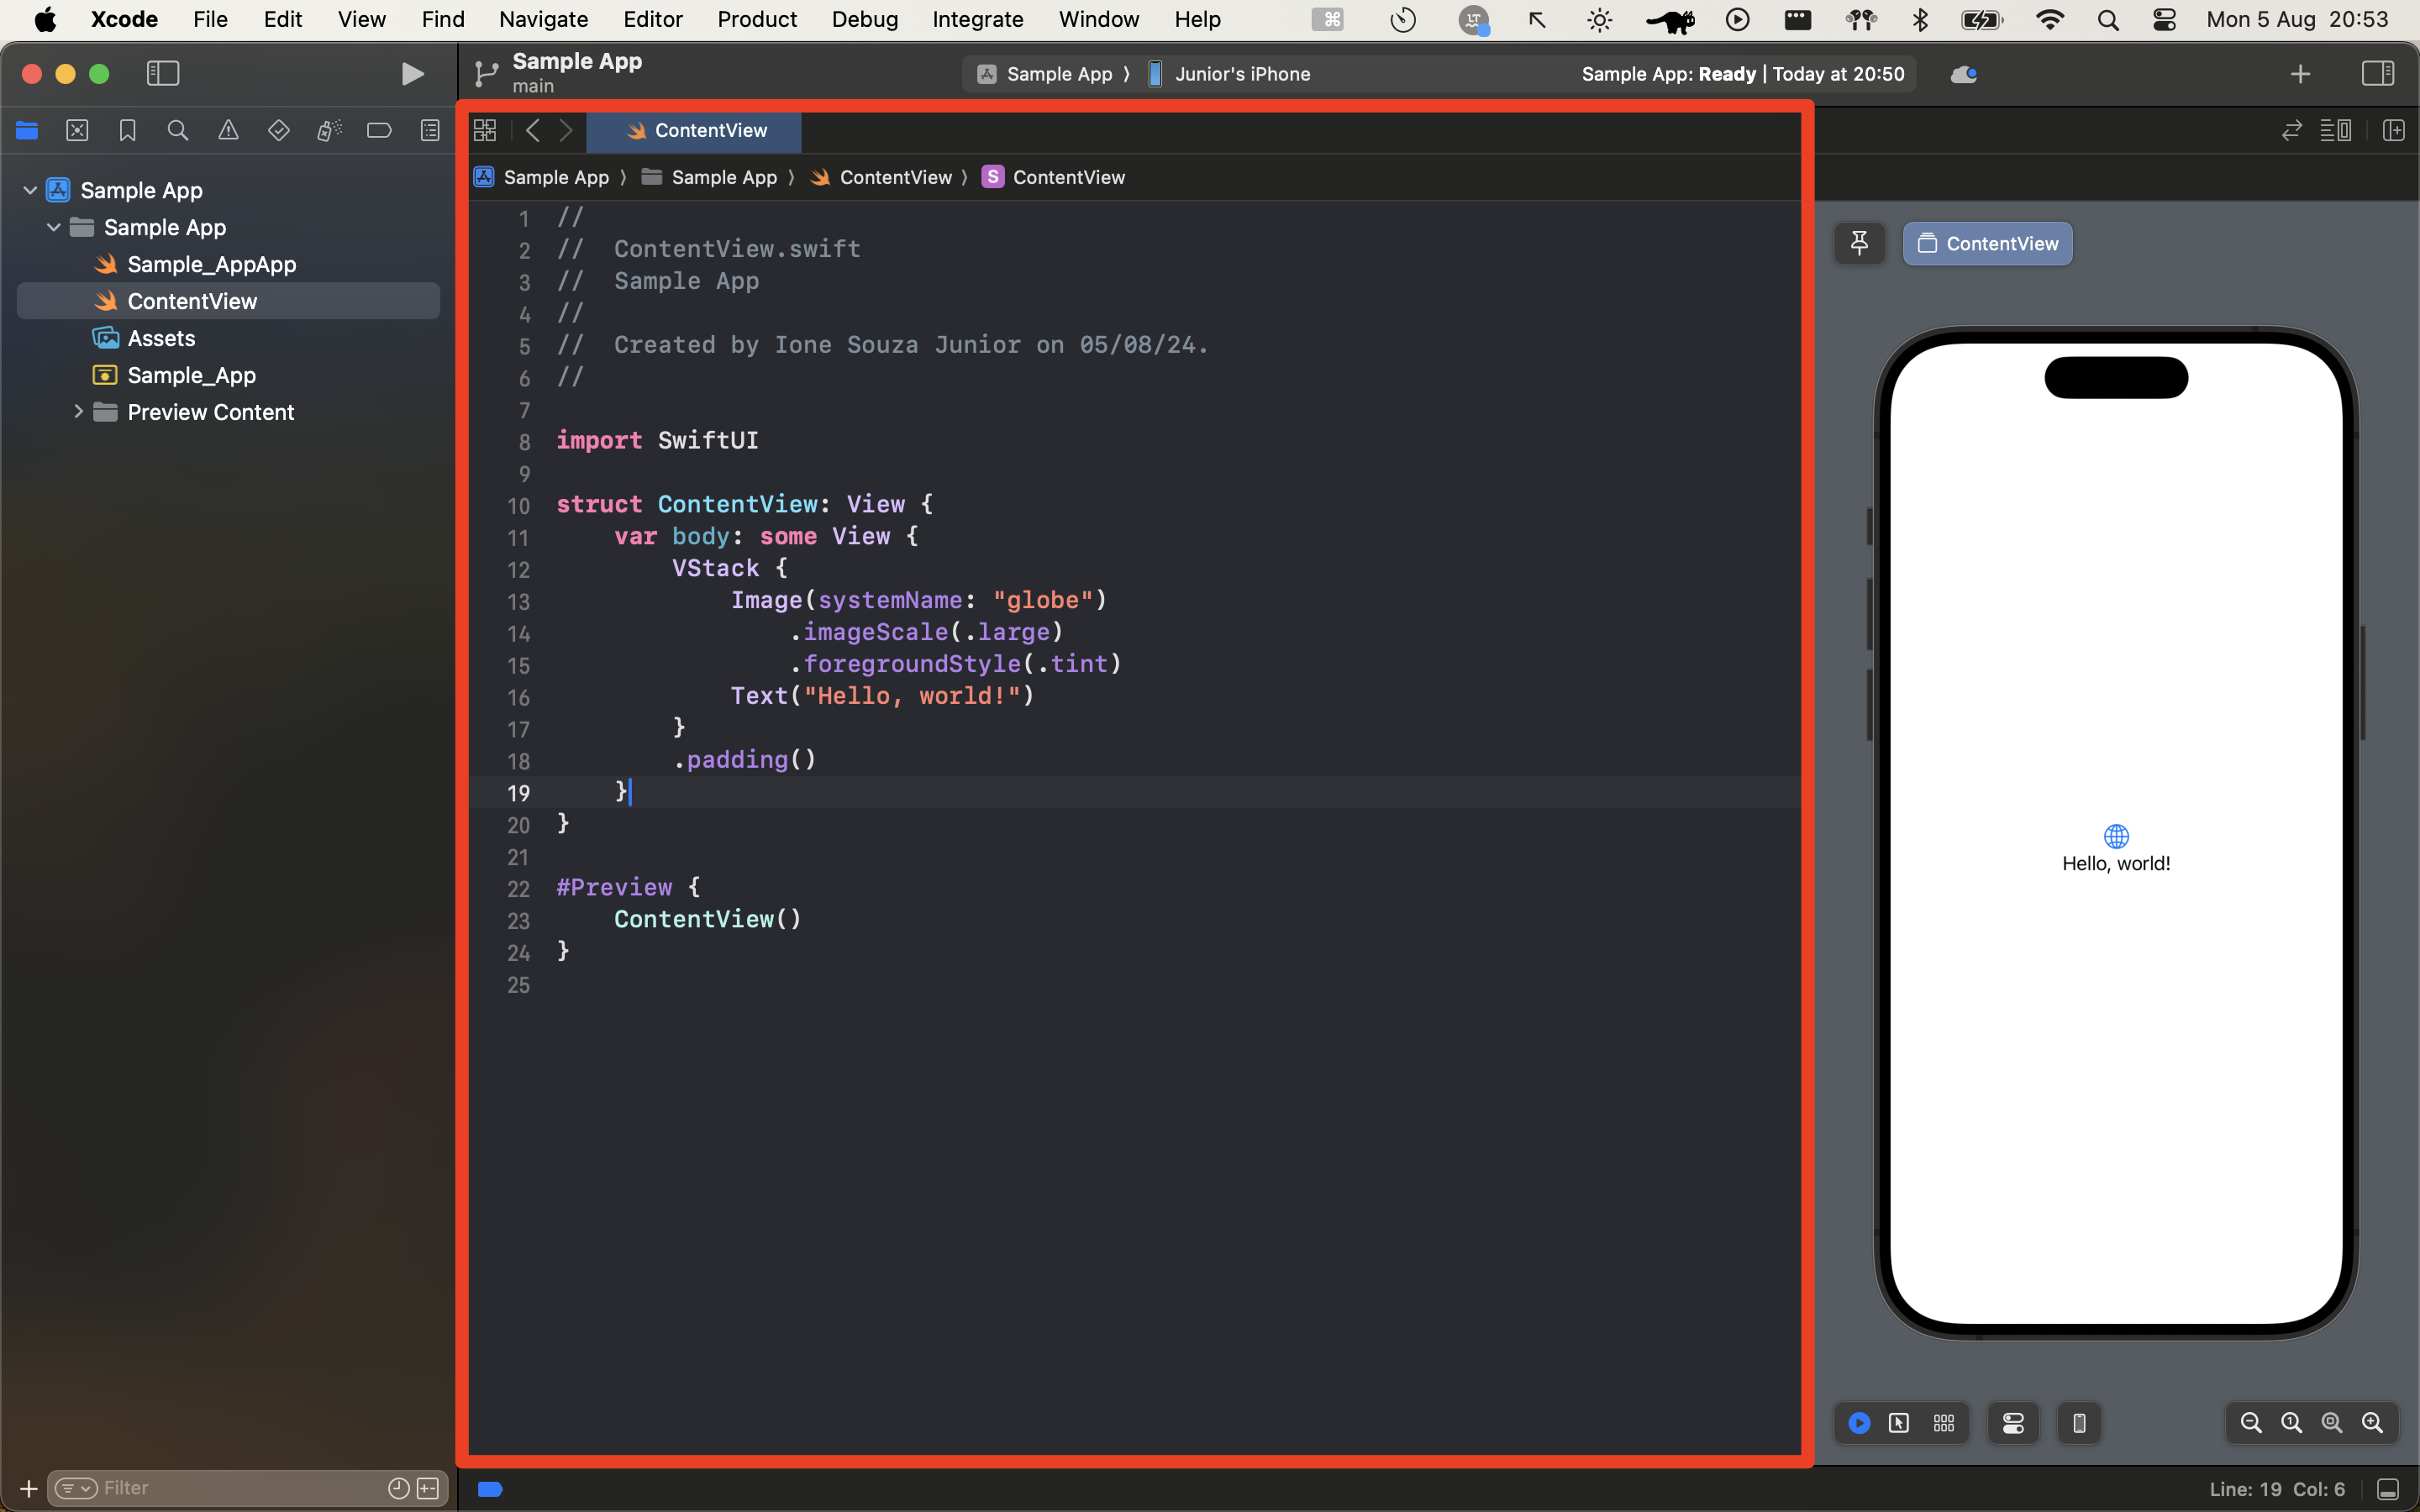 Xcode File Edit View Find Navigate Editor Product Debug Integrate Window Help LT Mon 5 Aug 20:53
Sample App
main
Sample App 〉 Junior's iPhone
Sample App: Ready | Today at 20:50
ContentView
Sample App 〉 Sample App 〉 ContentView 〉 S ContentView
Sample App
Sample App
Sample_AppApp
ContentView
Assets
Sample_App
Preview Content
1 //
2 //  ContentView.swift
3 //  Sample App
4 //
5 //  Created by Ione Souza Junior on 05/08/24.
6 //
7
8 import SwiftUI
9
10 struct ContentView: View {
11     var body: some View {
12         VStack {
13             Image(systemName: "globe")
14                 .imageScale(.large)
15                 .foregroundStyle(.tint)
16             Text("Hello, world!")
17         }
18         .padding()
19     }
20 }
21
22 #Preview {
23     ContentView()
24 }
25
ContentView
Hello, world!
Filter
Line: 19 Col: 6